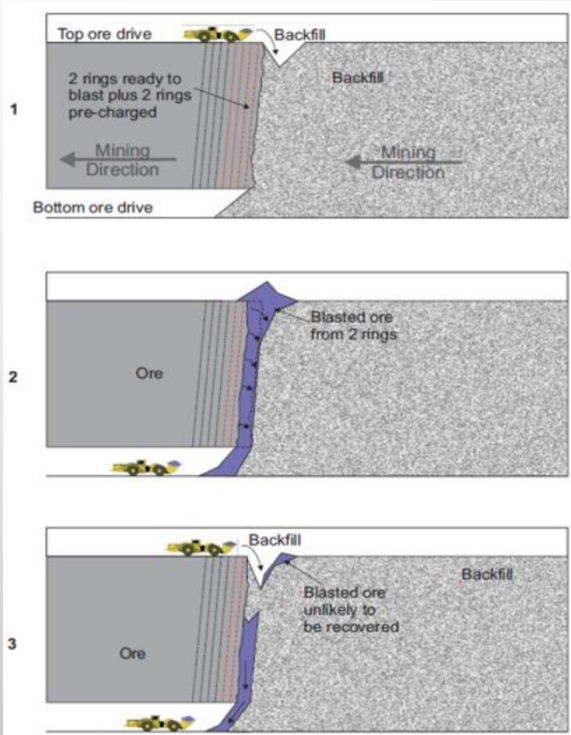 1
Top ore drive
Backfill
2 rings ready to
blast plus 2 rings
pre-charged
Backfill
Mining
Direction
Mining
Direction
Bottom ore drive
2
Blasted ore
from 2 rings
Ore
3
Backfill
Backfill
Blasted ore
unlikely to
be recovered
Ore